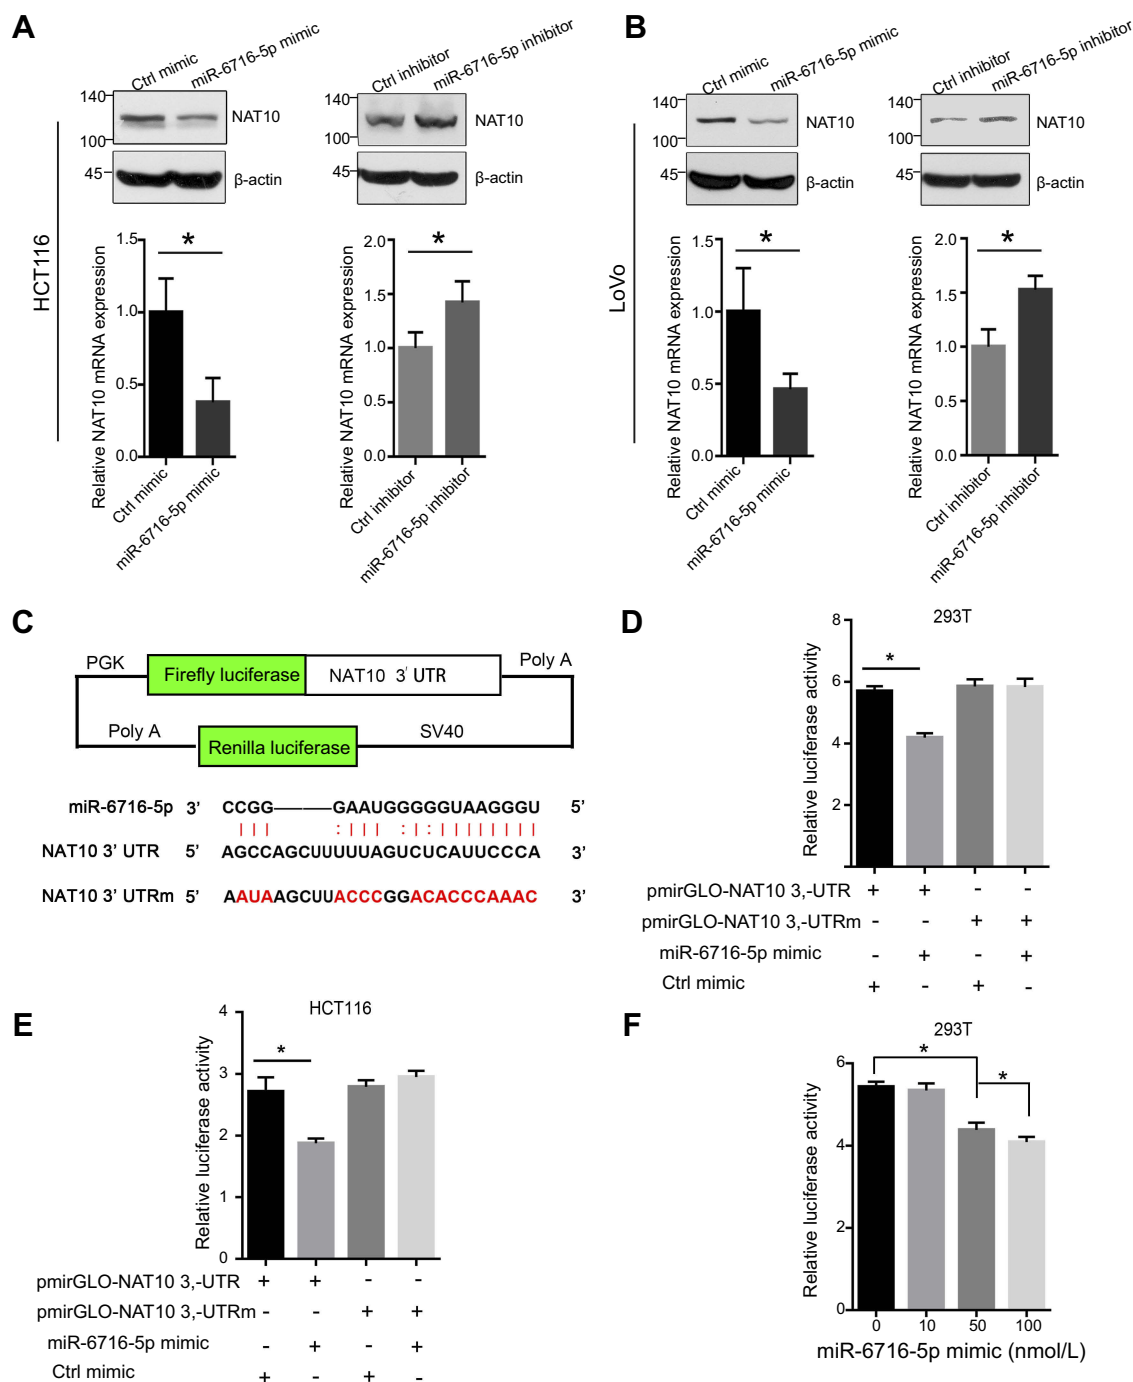 A
Ctrl mimic
miR-6716-5p mimic
Ctrl inhibitor
miR-6716-5p inhibitor
140
100
NAT10
140
100
NAT10
45
β-actin
45
β-actin
HCT116
Relative NAT10 mRNA expression
1.5
1.0
0.5
0.0
*
Ctrl mimic
miR-6716-5p mimic
Relative NAT10 mRNA expression
2.0
1.5
1.0
0.5
0.0
*
Ctrl inhibitor
miR-6716-5p inhibitor
B
Ctrl mimic
miR-6716-5p mimic
Ctrl inhibitor
miR-6716-5p inhibitor
140
100
NAT10
140
100
NAT10
45
β-actin
45
β-actin
LoVo
Relative NAT10 mRNA expression
1.5
1.0
0.5
0.0
*
Ctrl mimic
miR-6716-5p mimic
Relative NAT10 mRNA expression
2.0
1.5
1.0
0.5
0.0
*
Ctrl inhibitor
miR-6716-5p inhibitor
C
PGK Firefly luciferase NAT10 3' UTR Poly A
Poly A Renilla luciferase SV40
miR-6716-5p 3' CCGG———GAAUGGGGGUAAGGGU 5'
NAT10 3' UTR 5' AGCCAGCUUUUUAGUCUCAUUCCCA 3'
NAT10 3' UTRm 5' AAUAAGCUUACCCGGACACCCAAAC 3'
D
293T
Relative luciferase activity
8
6
4
2
*
pmirGLO-NAT10 3,-UTR + + - -
pmirGLO-NAT10 3,-UTRm - - + +
miR-6716-5p mimic - + - +
Ctrl mimic + - + -
E
HCT116
Relative luciferase activity
4
3
2
1
0
*
pmirGLO-NAT10 3,-UTR + + - -
pmirGLO-NAT10 3,-UTRm - - + +
miR-6716-5p mimic - + - +
Ctrl mimic + - + -
F
293T
Relative luciferase activity
6
4
2
0
*
*
0 10 50 100
miR-6716-5p mimic (nmol/L)